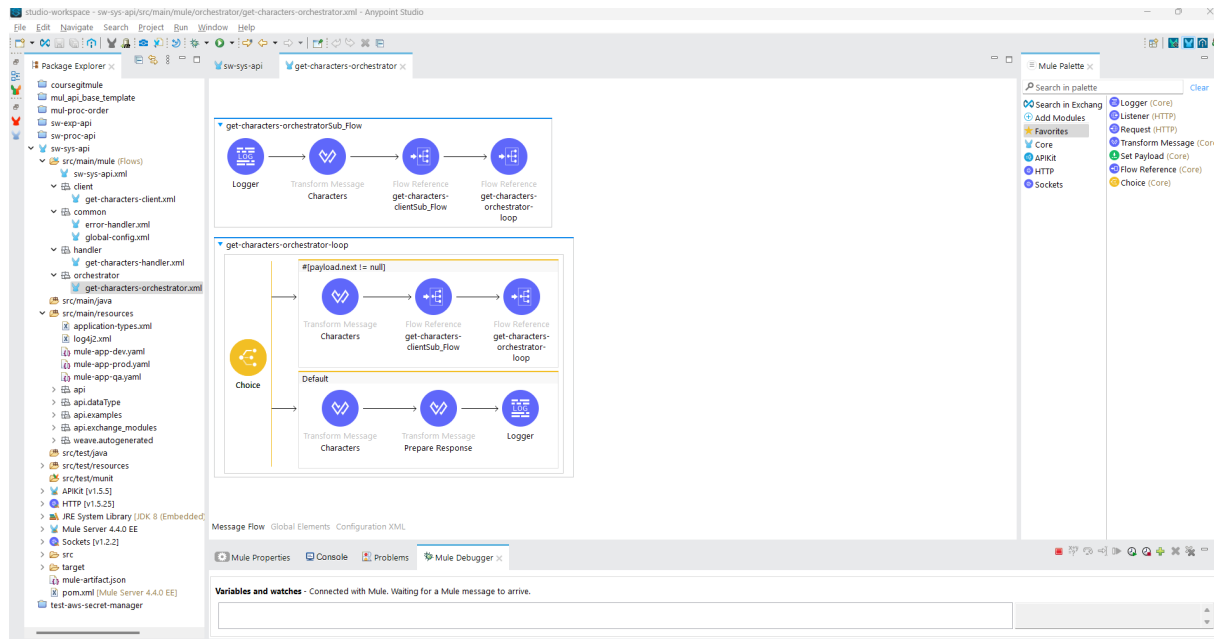 studio-workspace - sw-sys-api/src/main/mule/orchestrator/get-characters-orchestrator.xml - Anypoint Studio
File Edit Navigate Search Project Run Window Help
Package Explorer
coursegitmule
mul_api_base_template
mul-proc-order
sw-exp-api
sw-proc-api
sw-sys-api
src/main/mule (Flows)
sw-sys-api.xml
client
get-characters-client.xml
common
error-handler.xml
global-config.xml
handler
get-characters-handler.xml
orchestrator
get-characters-orchestrator.xml
src/main/java
src/main/resources
application-types.xml
log4j2.xml
mule-app-dev.yaml
mule-app-prod.yaml
mule-app-qa.yaml
api
api.dataType
api.examples
api.exchange_modules
weave.autogenerated
src/test/java
src/test/resources
src/test/munit
APIKit [v1.5.5]
HTTP [v1.5.25]
JRE System Library [JDK 8 (Embedded)
Mule Server 4.4.0 EE
Sockets [v1.2.2]
src
target
mule-artifact.json
pom.xml [Mule Server 4.4.0 EE]
test-aws-secret-manager
sw-sys-api
get-characters-orchestrator
get-characters-orchestratorSub_Flow
LOG
Logger
Transform Message
Characters
Flow Reference
get-characters-
clientSub_Flow
Flow Reference
get-characters-
orchestrator-
loop
get-characters-orchestrator-loop
Choice
#[payload.next != null]
Transform Message
Characters
Flow Reference
get-characters-
clientSub_Flow
Flow Reference
get-characters-
orchestrator-
loop
Default
Transform Message
Characters
Transform Message
Prepare Response
LOG
Logger
Message Flow Global Elements Configuration XML
Mule Properties Console Problems Mule Debugger
Variables and watches - Connected with Mule. Waiting for a Mule message to arrive.
Mule Palette
Search in palette
Clear
Search in Exchang
Add Modules
Favorites
Core
APIKit
HTTP
Sockets
Logger (Core)
Listener (HTTP)
Request (HTTP)
Transform Message (Cor
Set Payload (Core)
Flow Reference (Core)
Choice (Core)